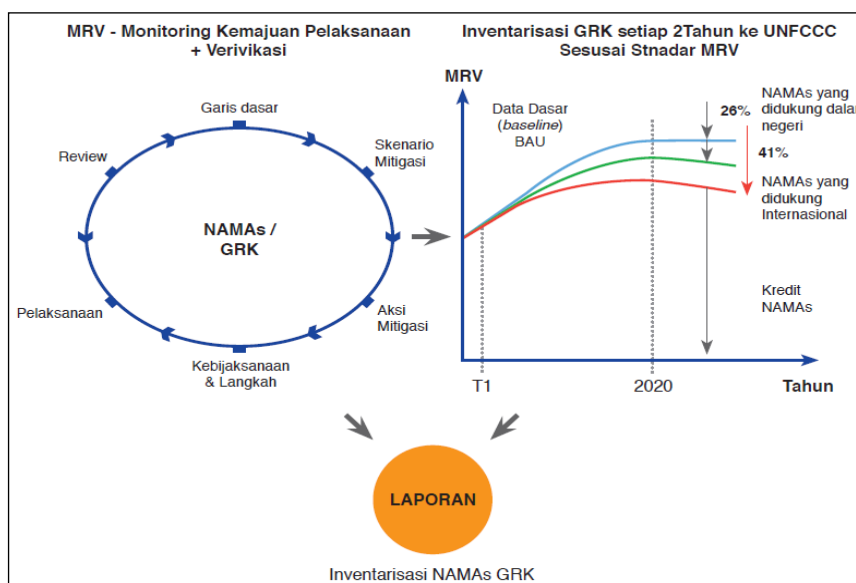 MRV - Monitoring Kemajuan Pelaksanaan
+ Verivikasi
Garis dasar
Skenario
Mitigasi
Aksi
Mitigasi
Kebijaksanaan
& Langkah
Pelaksanaan
Review
NAMAs /
GRK
Inventarisasi GRK setiap 2Tahun ke UNFCCC
Sesusai Stnadar MRV
MRV
Data Dasar
(baseline)
BAU
26%
NAMAs yang
didukung dalar
negeri
41%
NAMAs yang
didukung
Internasional
Kredit
NAMAs
T1
2020
Tahun
LAPORAN
Inventarisasi NAMAs GRK